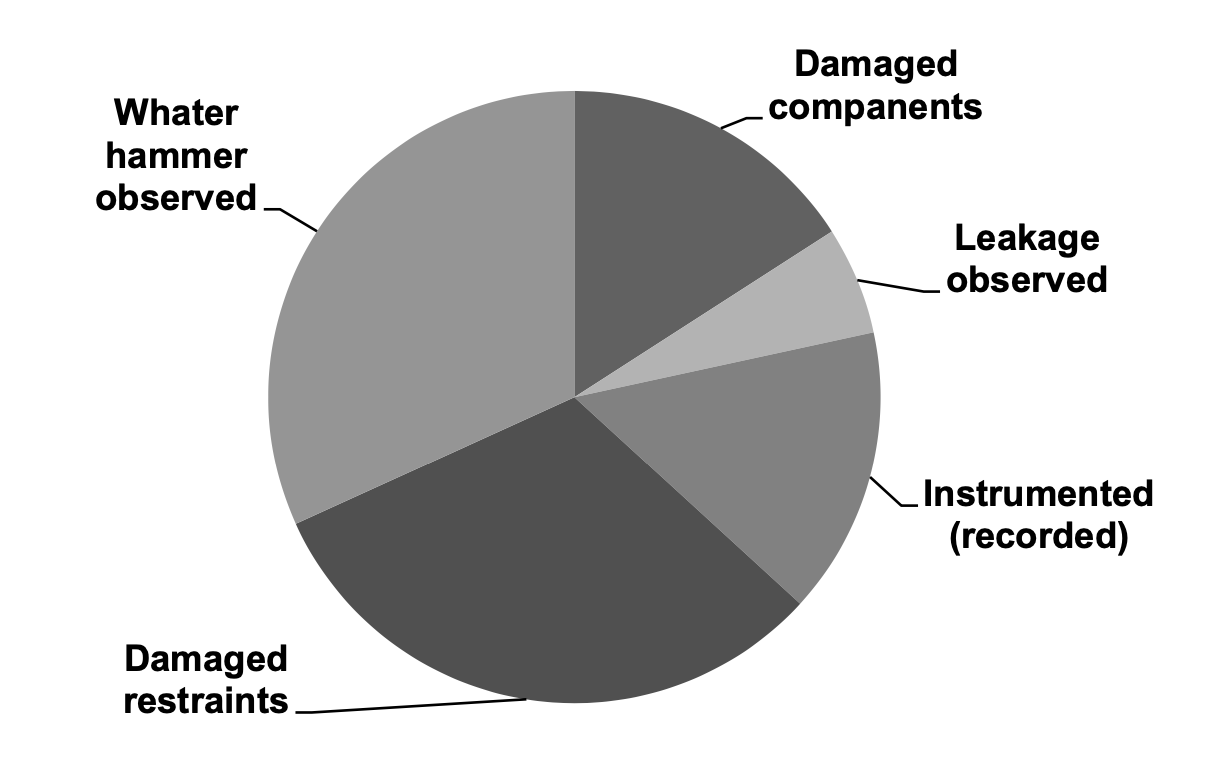 Damaged
companents
Whater
hammer
observed
Leakage
observed
Instrumented
(recorded)
Damaged
restraints